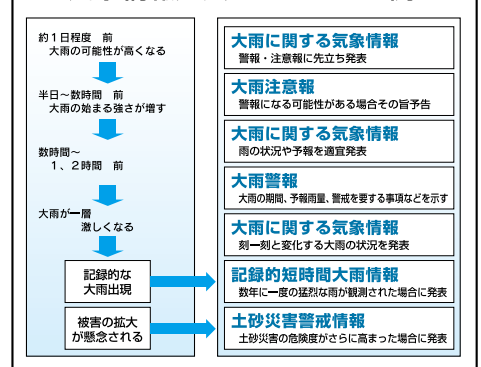 約1日程度 前
大雨の可能性が高くなる
半日～数時間 前
大雨の始まる強さが増す
数時間～
1、2時間 前
大雨が一層
激しくなる
記録的な
大雨出現
被害の拡大
が懸念される
大雨に関する気象情報
警報・注意報に先立ち発表
大雨注意報
警報になる可能性がある場合その旨予告
大雨に関する気象情報
雨の状況や予報を適宜発表
大雨警報
大雨の期間、予報雨量、警戒を要する事項などを示す
大雨に関する気象情報
刻一刻と変化する大雨の状況を発表
記録的短時間大雨情報
数年に一度の猛烈な雨が観測された場合に発表
土砂災害警戒情報
土砂災害の危険度がさらに高まった場合に発表